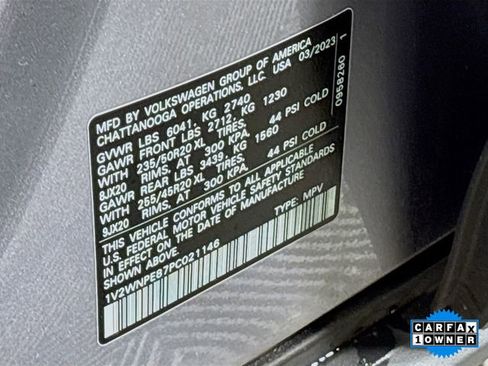 MFD BY VOLKSWAGEN GROUP OF AMERICA
CHATTANOOGA OPERATIONS, LLC. USA 03/2023
GVWR LBS 6041, KG 2740
GAWR FRONT LBS 2712, KG 1230
WITH 235/50R20 XL TIRES,
8JX20 RIMS, AT 300 KPA, 44 PSI COLD
GAWR REAR LBS 3439, KG 1560
WITH 255/45R20 XL TIRES,
9JX20 RIMS, AT 300 KPA, 44 PSI COLD
THIS VEHICLE CONFORMS TO ALL APPLICABLE
U.S. FEDERAL MOTOR VEHICLE SAFETY STANDARDS
IN EFFECT ON THE DATE OF MANUFACTURE
SHOWN ABOVE.
1V2WNPE87PC021146 TYPE: MPV
0958260 1
CARFAX
1 OWNER